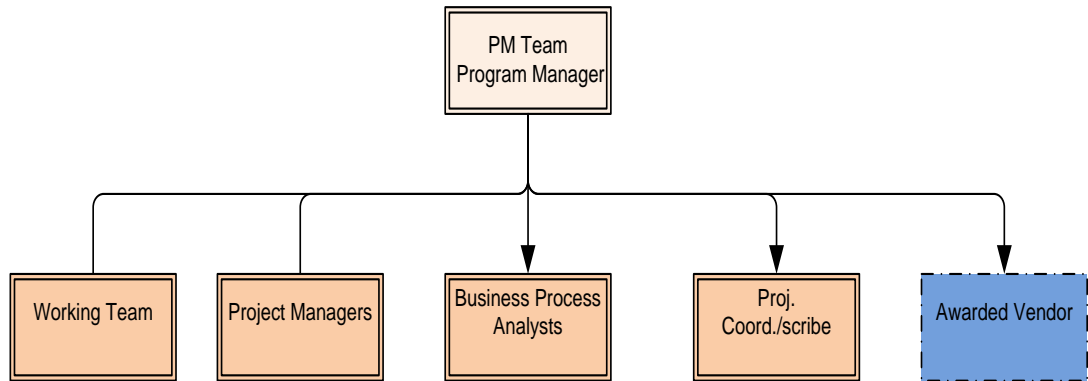 PM Team
Program Manager
Working Team
Project Managers
Business Process
Analysts
Proj.
Coord./scribe
Awarded Vendor